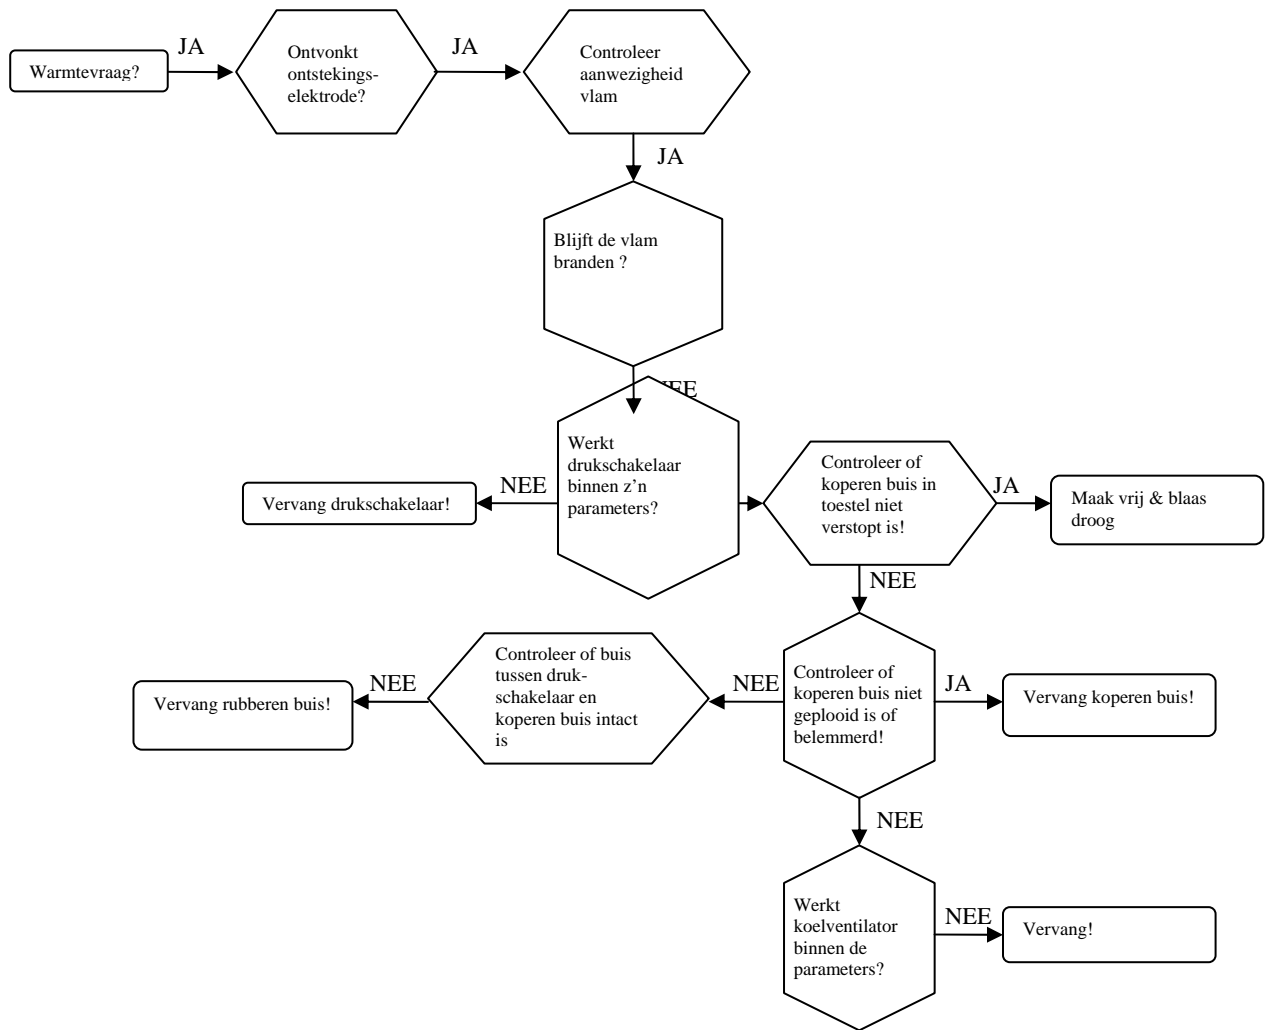 JA
Warmtevraag?
Ontvonkt
ontstekings-
elektrode?
JA
Controleer
aanwezigheid
vlam
JA
Blijft de vlam
branden ?
Werkt
drukschakelaar
binnen z'n
parameters?
NEE
Vervang drukschakelaar!
Controleer of
koperen buis in
toestel niet
verstopt is!
JA
Maak vrij & blaas
droog
NEE
Controleer of
koperen buis niet
geplooid is of
belemmerd!
JA
Vervang koperen buis!
NEE
Controleer of buis
tussen druk-
schakelaar en
koperen buis intact
is
NEE
Vervang rubberen buis!
NEE
Werkt
koelventilator
binnen de
parameters?
NEE
Vervang!